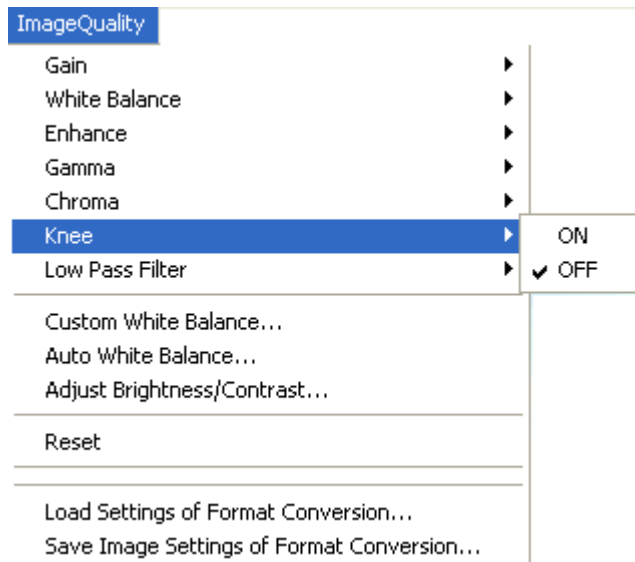 ImageQuality
Gain
White Balance
Enhance
Gamma
Chroma
Knee
ON
Low Pass Filter
OFF
Custom White Balance...
Auto White Balance...
Adjust Brightness/Contrast...
Reset
Load Settings of Format Conversion...
Save Image Settings of Format Conversion...